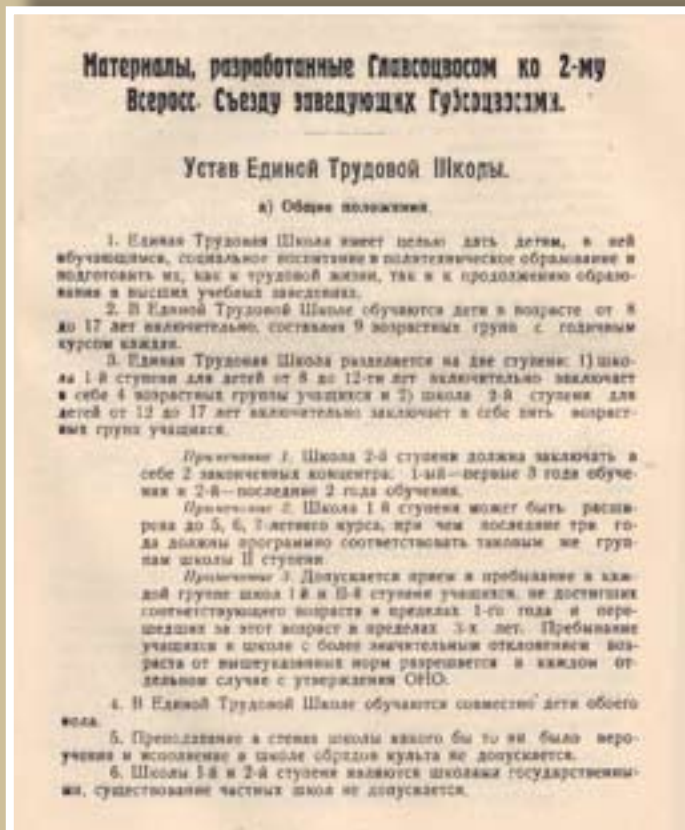 Материалы, разработанные Главсоцвосом ко 2-му
Всеросс. Съезду заведующих Губсоцвосами.
Устав Единой Трудовой Школы.
а) Общие положения.
1. Единая Трудовая Школа имеет целью дать детям, в ней
обучающимся, социальное воспитание и политехническое образование и
подготовить их, как к трудовой жизни, так и к продолжению образо-
вания в высших учебных заведениях.
2. В Единой Трудовой Школе обучаются дети в возрасте от 8
до 17 лет включительно, составляя 9 возрастных групп с годичным
курсом каждая.
3. Единая Трудовая Школа разделяется на две ступени: 1) шко-
ла 1-й ступени для детей от 8 до 12-ти лет включительно заключает
в себе 4 возрастных группы учащихся и 2) школа 2-й ступени для
детей от 12 до 17 лет включительно заключает в себе пять возраст-
ных групп учащихся.
Примечание 1. Школа 2-й ступени должна заключать в
себе 2 законченных концентра: 1-ый—первые 3 года обуче-
ния и 2-й—последние 2 года обучения.
Примечание 2. Школа 1-й ступени может быть расши-
рена до 5, 6, 7-летнего курса, при чем последние три го-
да должны программно соответствовать таковым же груп-
пам школы II ступени.
Примечание 3. Допускается прием и пребывание в каж-
дой группе школ 1-й и II-й ступени учащихся, не достигших
соответствующего возраста в пределах 1-го года и пере-
шедших за этот возраст в пределах 3-х лет. Пребывание
учащихся в школе с более значительным отклонением воз-
раста от вышеуказанных норм разрешается в каждом от-
дельном случае с утверждения ОНО.
4. В Единой Трудовой Школе обучаются совместно дети обоего
пола.
5. Преподавание в стенах школы какого бы то ни было веро-
учения и исполнение в школе обрядов культа не допускается.
6. Школы 1-й и 2-й ступени являются школами государственны-
ми, существование частных школ не допускается.